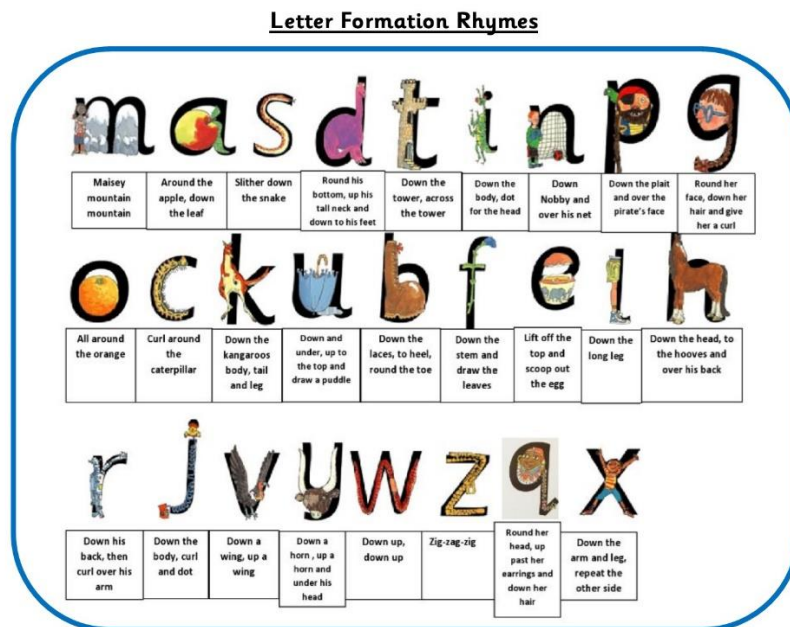 Letter Formation Rhymes
m a s d t i n p g
Maisey
mountain
mountain
Around the
apple, down
the leaf
Slither down
the snake
Round his
bottom, up his
tall neck and
down to his feet
Down the
tower, across
the tower
Down the
body, dot
for the head
Down
Nobby and
over his net
Down the plait
and over the
pirate's face
Round her
face, down her
hair and give
her a curl
o c k u b f e l h
All around
the orange
Curl around
the
caterpillar
Down the
kangaroos
body, tail
and leg
Down and
under, up to
the top and
draw a puddle
Down the
laces, to heel,
round the toe
Down the
stem and
draw the
leaves
Lift off the
top and
scoop out
the egg
Down the
long leg
Down the head, to
the hooves and
over his back
r j v y w z q x
Down his
back, then
curl over his
arm
Down the
body, curl
and dot
Down a
wing, up a
wing
Down a
horn , up a
horn and
under his
head
Down up,
down up
Zig-zag-zig
Round her
head, up
past her
earrings and
down her
hair
Down the
arm and leg,
repeat the
other side